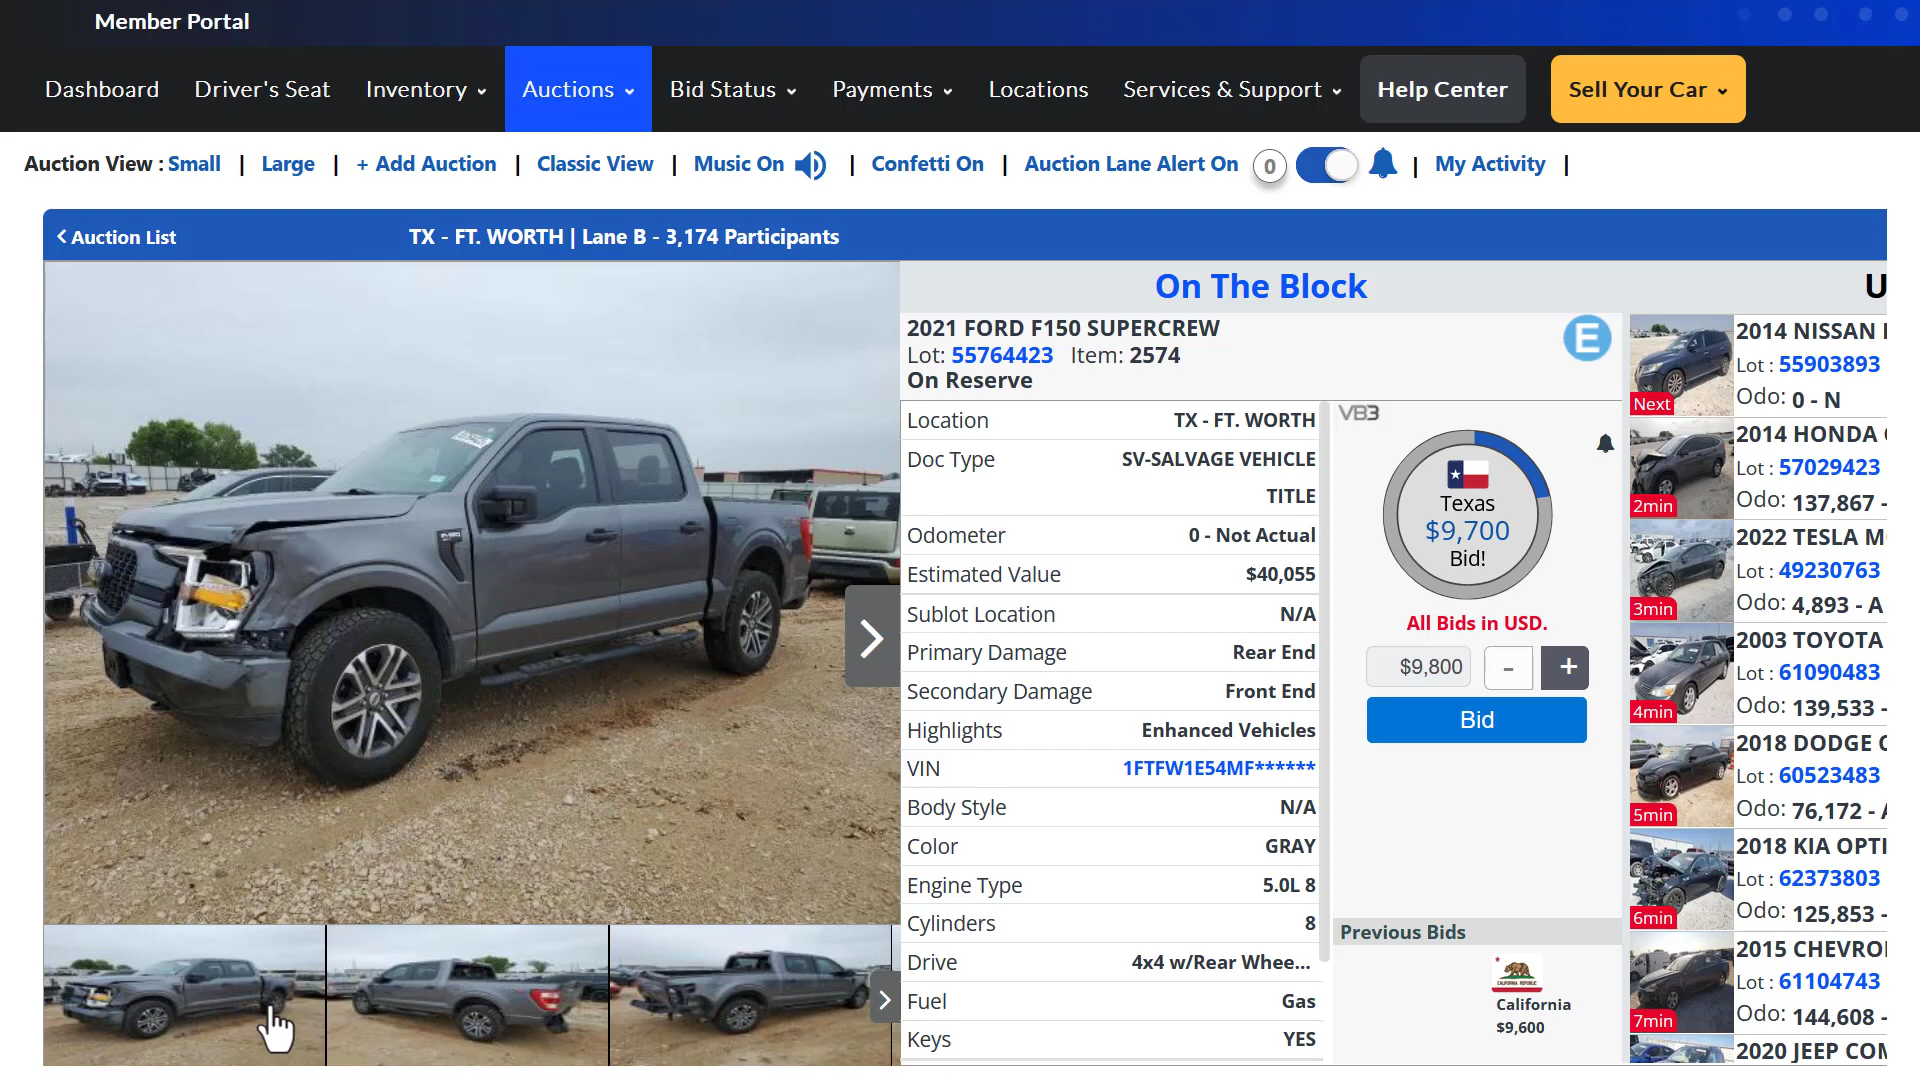 Member Portal
Dashboard Driver's Seat Inventory Auctions Bid Status Payments Locations Services & Support Help Center Sell Your Car
Auction View : Small | Large | + Add Auction | Classic View | Music On | Confetti On | Auction Lane Alert On 0 | My Activity |
Auction List TX - FT. WORTH | Lane B - 3,174 Participants
On The Block U
2021 FORD F150 SUPERCREW
Lot: 55764423 Item: 2574
On Reserve
E
Location TX - FT. WORTH
Doc Type SV-SALVAGE VEHICLE
TITLE
Odometer 0 - Not Actual
Estimated Value $40,055
Sublot Location N/A
Primary Damage Rear End
Secondary Damage Front End
Highlights Enhanced Vehicles
VIN 1FTFW1E54MF******
Body Style N/A
Color GRAY
Engine Type 5.0L 8
Cylinders 8
Drive 4x4 w/Rear Whee...
Fuel Gas
Keys YES
VB3
Texas
$9,700
Bid!
All Bids in USD.
$9,800 - +
Bid
Previous Bids
CALIFORNIA REPUBLIC
California
$9,600
2014 NISSAN
Lot : 55903893
Odo: 0 - N
Next
2014 HONDA
Lot : 57029423
Odo: 137,867 -
2min
2022 TESLA M
Lot : 49230763
Odo: 4,893 - A
3min
2003 TOYOTA
Lot : 61090483
Odo: 139,533 -
4min
2018 DODGE C
Lot : 60523483
Odo: 76,172 - A
5min
2018 KIA OPTI
Lot : 62373803
Odo: 125,853 -
6min
2015 CHEVROL
Lot : 61104743
Odo: 144,608 -
7min
2020 JEEP COM